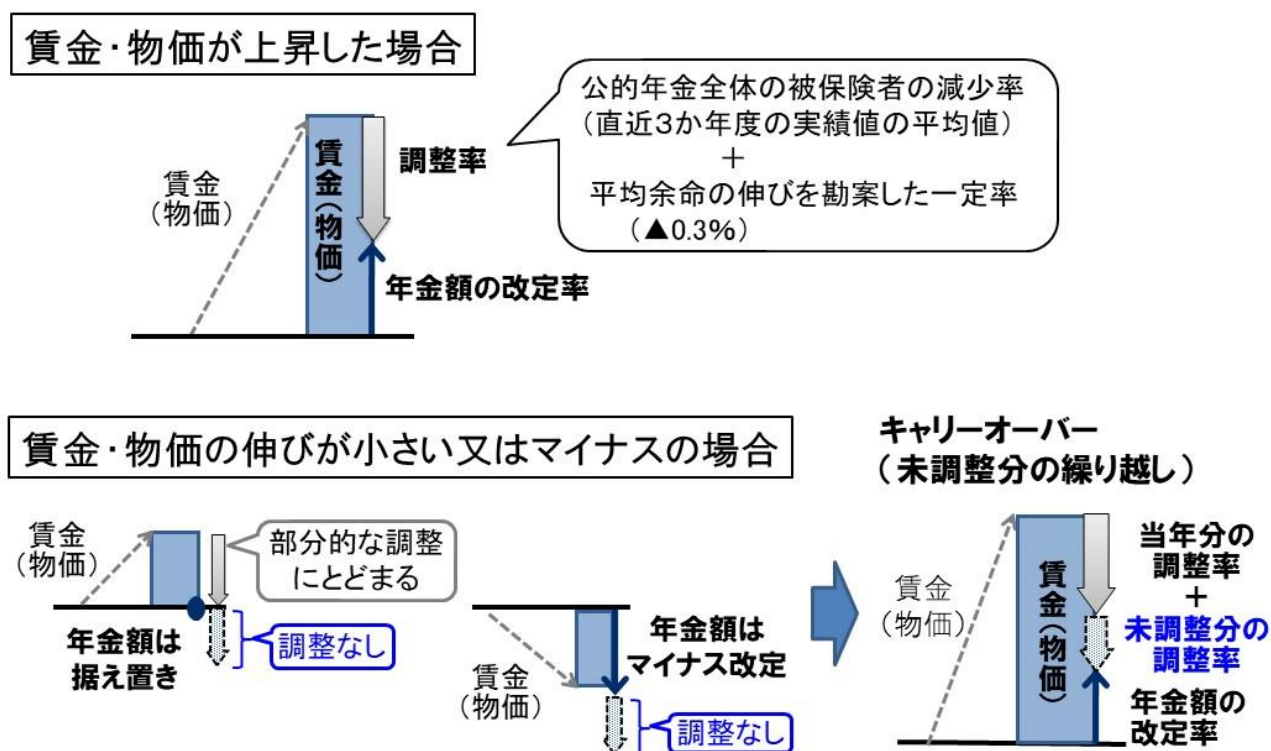 賃金・物価が上昇した場合
公的年金全体の被保険者の減少率
（直近３か年度の実績値の平均値）
＋
平均余命の伸びを勘案した一定率
（▲0.3%）
賃金
（物価）
賃金（物価）
調整率
年金額の改定率
賃金・物価の伸びが小さい又はマイナスの場合
賃金
（物価）
部分的な調整
にとどまる
年金額は
据え置き
調整なし
賃金
（物価）
年金額は
マイナス改定
調整なし
キャリーオーバー
（未調整分の繰り越し）
賃金
（物価）
賃金（物価）
当年分の
調整率
＋
未調整分の
調整率
年金額の
改定率